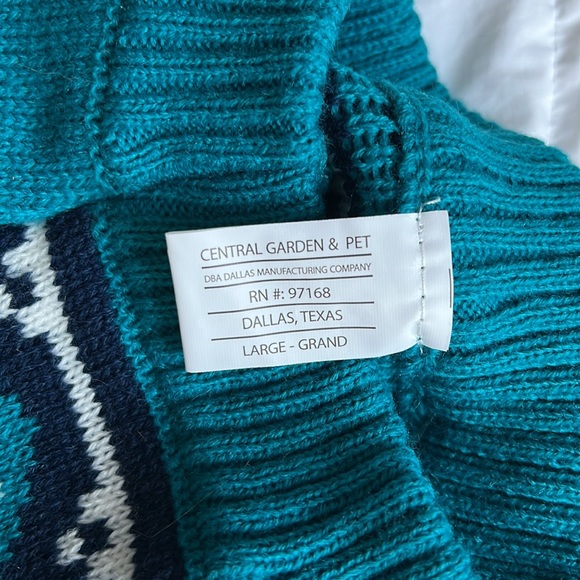 CENTRAL GARDEN & PET
DBA DALLAS MANUFACTURING COMPANY
RN #: 97168
DALLAS, TEXAS
LARGE - GRAND